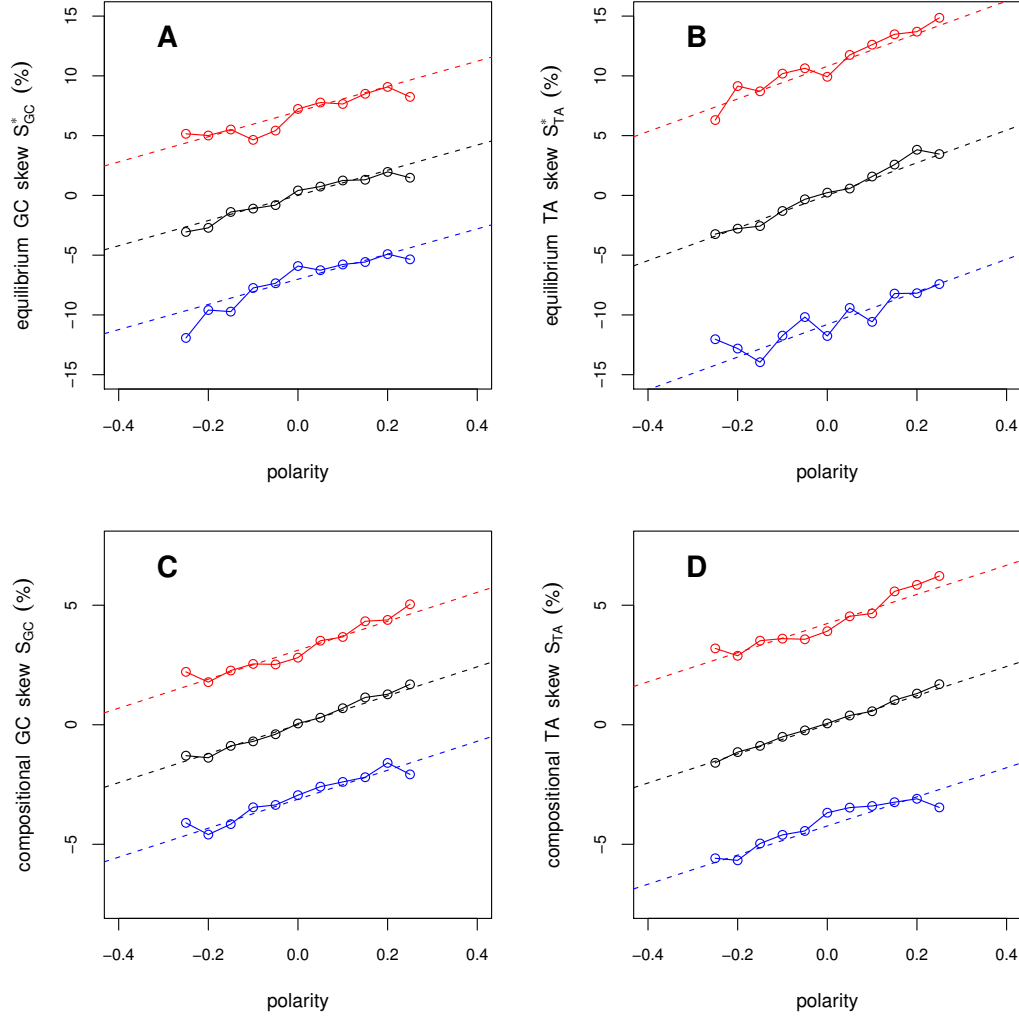 A
equilibrium GC skew S*GC (%)
15
10
5
0
−5
−10
−15
−0.4 −0.2 0.0 0.2 0.4
polarity
B
equilibrium TA skew S*TA (%)
15
10
5
0
−5
−10
−15
−0.4 −0.2 0.0 0.2 0.4
polarity
C
compositional GC skew SGC (%)
5
0
−5
−0.4 −0.2 0.0 0.2 0.4
polarity
D
compositional TA skew STA (%)
5
0
−5
−0.4 −0.2 0.0 0.2 0.4
polarity